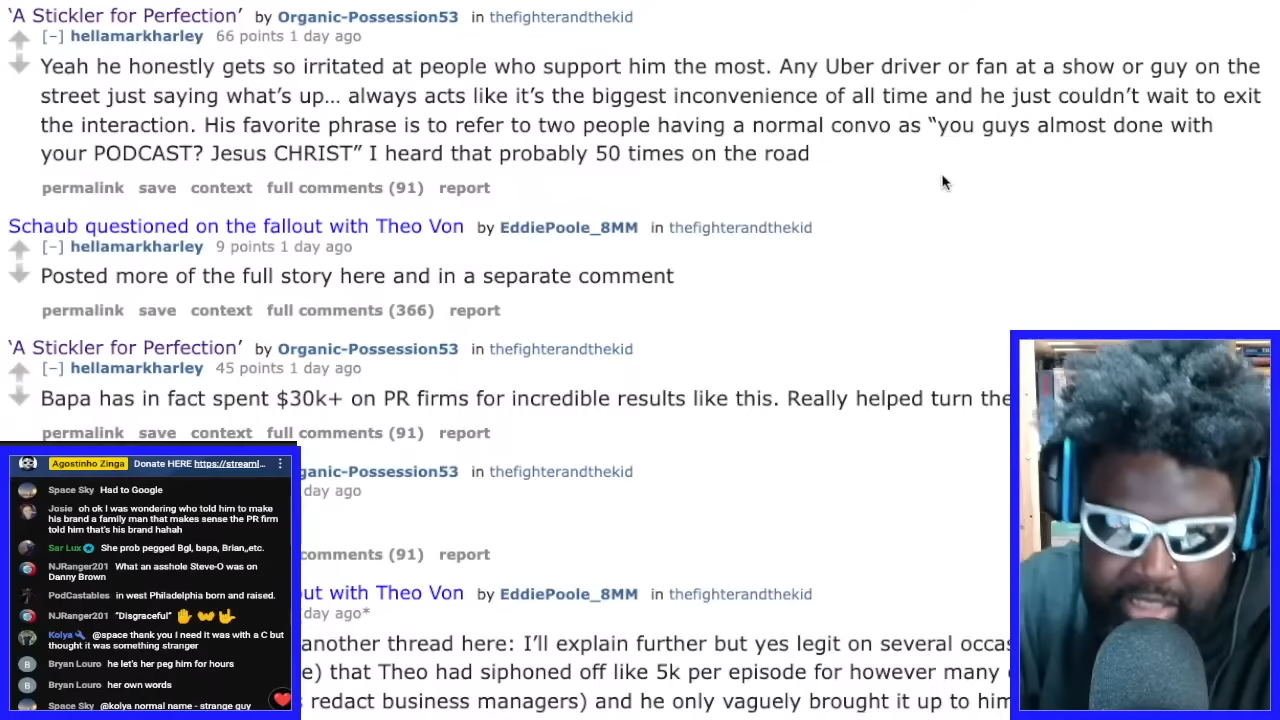 ‘A Stickler for Perfection’ by Organic-Possession53 in thefighterandthekid
[–] hellamarkharley 66 points 1 day ago
Yeah he honestly gets so irritated at people who support him the most. Any Uber driver or fan at a show or guy on the
street just saying what’s up... always acts like it’s the biggest inconvenience of all time and he just couldn’t wait to exit
the interaction. His favorite phrase is to refer to two people having a normal convo as “you guys almost done with
your PODCAST? Jesus CHRIST” I heard that probably 50 times on the road
permalink save context full comments (91) report
Schaub questioned on the fallout with Theo Von by EddiePoole_8MM in thefighterandthekid
[–] hellamarkharley 9 points 1 day ago
Posted more of the full story here and in a separate comment
permalink save context full comments (366) report
‘A Stickler for Perfection’ by Organic-Possession53 in thefighterandthekid
[–] hellamarkharley 45 points 1 day ago
Bapa has in fact spent $30k+ on PR firms for incredible results like this. Really helped turn the
permalink save context full comments (91) report
ganic-Possession53 in thefighterandthekid
day ago
comments (91) report
out with Theo Von by EddiePoole_8MM in thefighterandthekid
day ago*
another thread here: I’ll explain further but yes legit on several occas
e) that Theo had siphoned off like 5k per episode for however many
redact business managers) and he only vaguely brought it up to him
Agostinho Zinga Donate HERE https://streaml...
Space Sky Had to Google
Josie oh ok I was wondering who told him to make
his brand a family man that makes sense the PR firm
told him that's his brand hahah
Sar Lux She prob pegged Bgl, bapa, Brian,,etc.
NJRanger201 What an asshole Steve-O was on
Danny Brown
PodCastables in west Philadelphia born and raised.
NJRanger201 "Disgraceful"
Kolya @space thank you I need it was with a C but
thought it was something stranger
Bryan Louro he let's her peg him for hours
Bryan Louro her own words
Space Sky @kolya normal name - strange guy